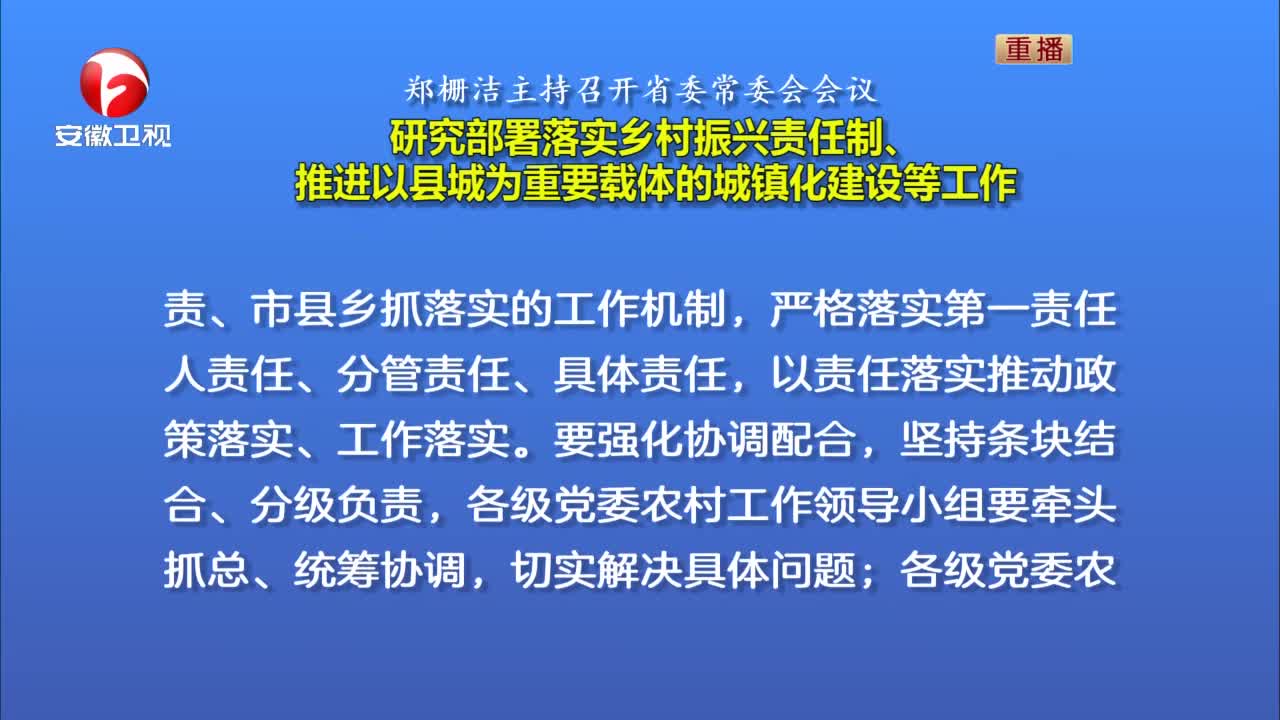 重播
安徽卫视
郑栅洁主持召开省委常委会会议
研究部署落实乡村振兴责任制、
推进以县城为重要载体的城镇化建设等工作
责、市县乡抓落实的工作机制，严格落实第一责任
人责任、分管责任、具体责任，以责任落实推动政
策落实、工作落实。要强化协调配合，坚持条块结
合、分级负责，各级党委农村工作领导小组要牵头
抓总、统筹协调，切实解决具体问题；各级党委农